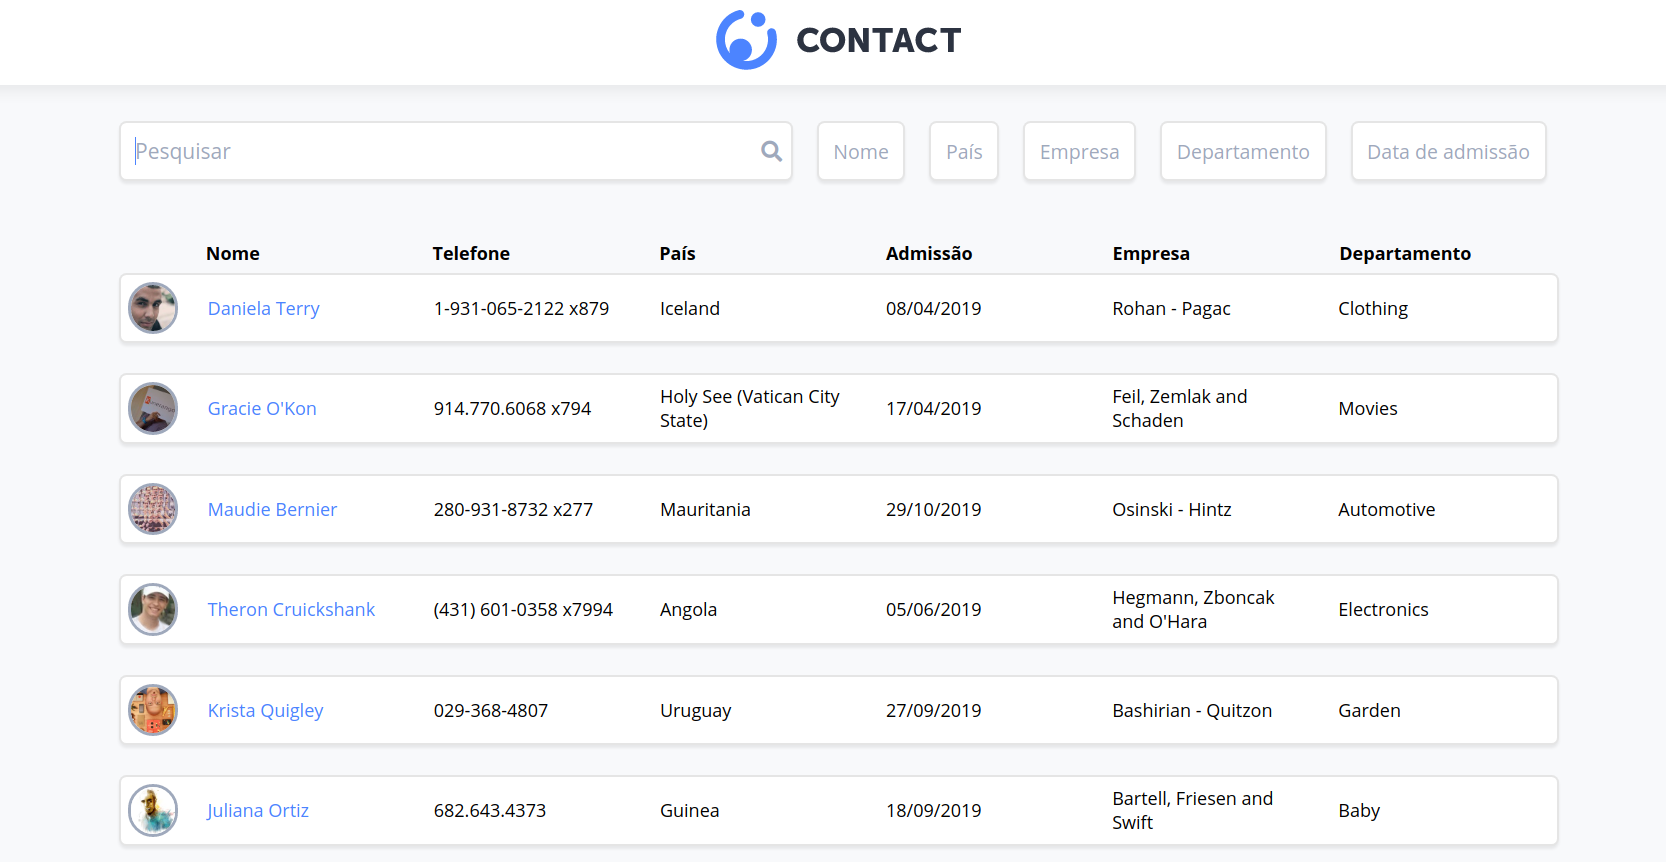 CONTACT
Pesquisar Nome País Empresa Departamento Data de admissão
Nome Telefone País Admissão Empresa Departamento
Daniela Terry 1-931-065-2122 x879 Iceland 08/04/2019 Rohan - Pagac Clothing
Gracie O'Kon 914.770.6068 x794 Holy See (Vatican City State) 17/04/2019 Feil, Zemlak and Schaden Movies
Maudie Bernier 280-931-8732 x277 Mauritania 29/10/2019 Osinski - Hintz Automotive
Theron Cruickshank (431) 601-0358 x7994 Angola 05/06/2019 Hegmann, Zboncak and O'Hara Electronics
Krista Quigley 029-368-4807 Uruguay 27/09/2019 Bashirian - Quitzon Garden
Juliana Ortiz 682.643.4373 Guinea 18/09/2019 Bartell, Friesen and Swift Baby